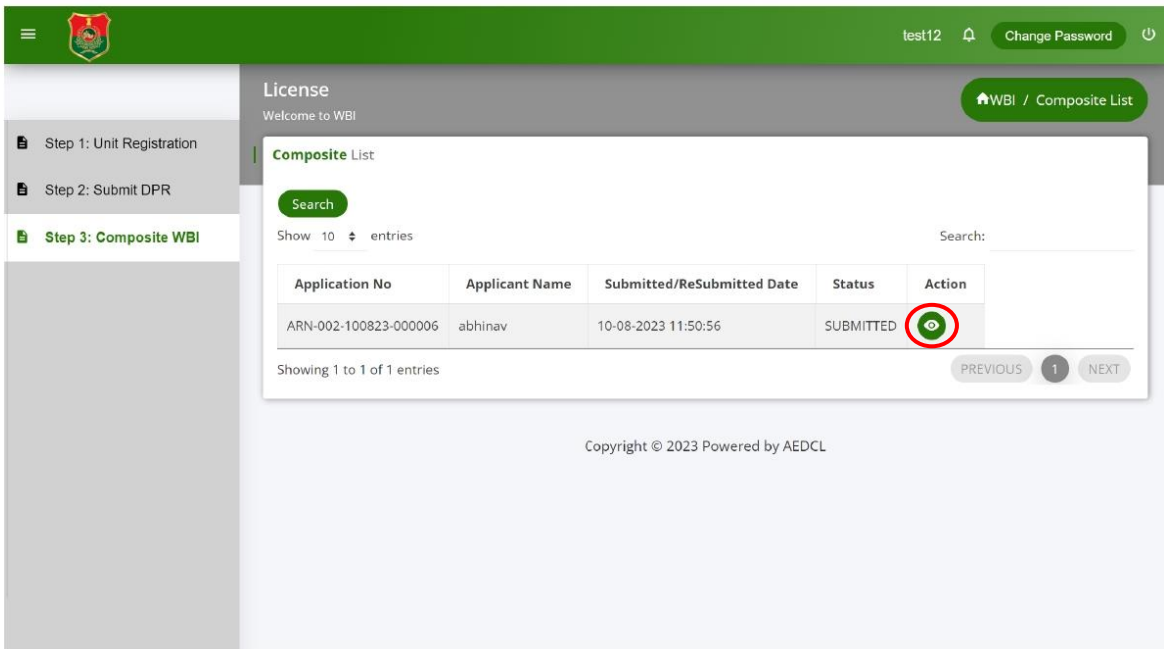 test12 Change Password
License
Welcome to WBI
WBI / Composite List
Step 1: Unit Registration
Step 2: Submit DPR
Step 3: Composite WBI
Composite List
Search
Show 10 entries
Search:
Application No Applicant Name Submitted/ReSubmitted Date Status Action
ARN-002-100823-000006 abhinav 10-08-2023 11:50:56 SUBMITTED
Showing 1 to 1 of 1 entries
PREVIOUS 1 NEXT
Copyright © 2023 Powered by AEDCL